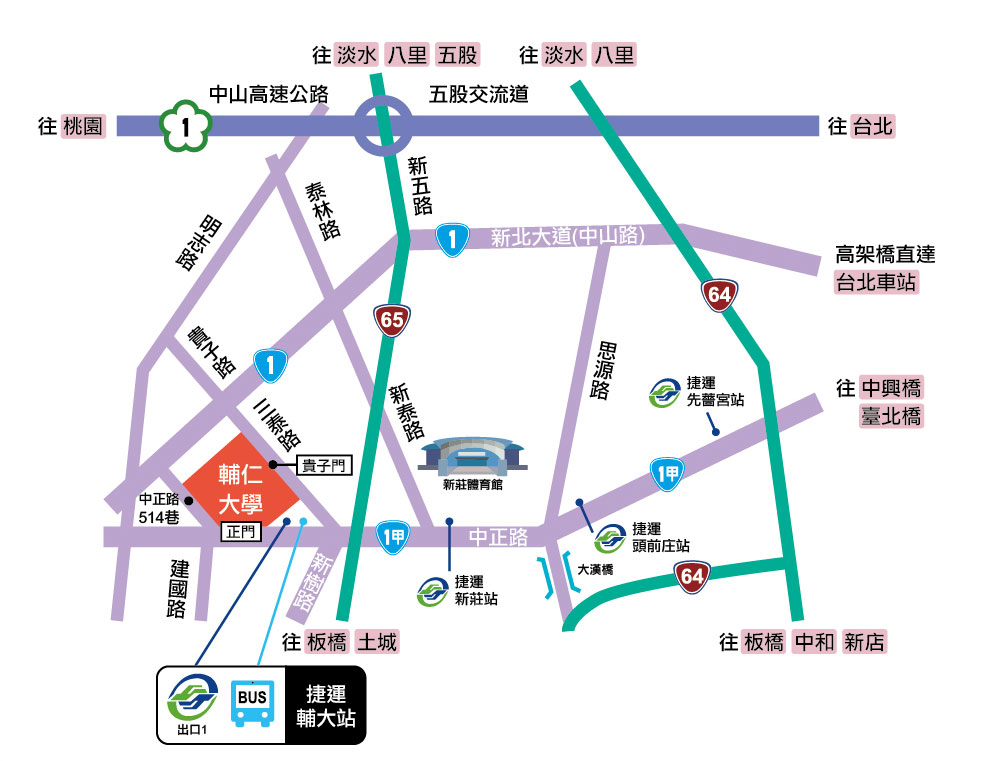 往 淡水 八里 五股
往 淡水 八里
中山高速公路
五股交流道
往 桃園
1
往 台北
新五路
泰林路
明志路
1
新北大道(中山路)
高架橋直達
台北車站
64
65
貴子路
1
思源路
捷運
先嗇宮站
往 中興橋
臺北橋
新泰路
三泰路
輔仁
大學
貴子門
新莊體育館
1甲
中正路
514巷
正門
1甲
中正路
捷運
頭前庄站
建國路
新樹路
捷運
新莊站
大漢橋
64
往 板橋 土城
往 板橋 中和 新店
BUS
出口1
捷運
輔大站